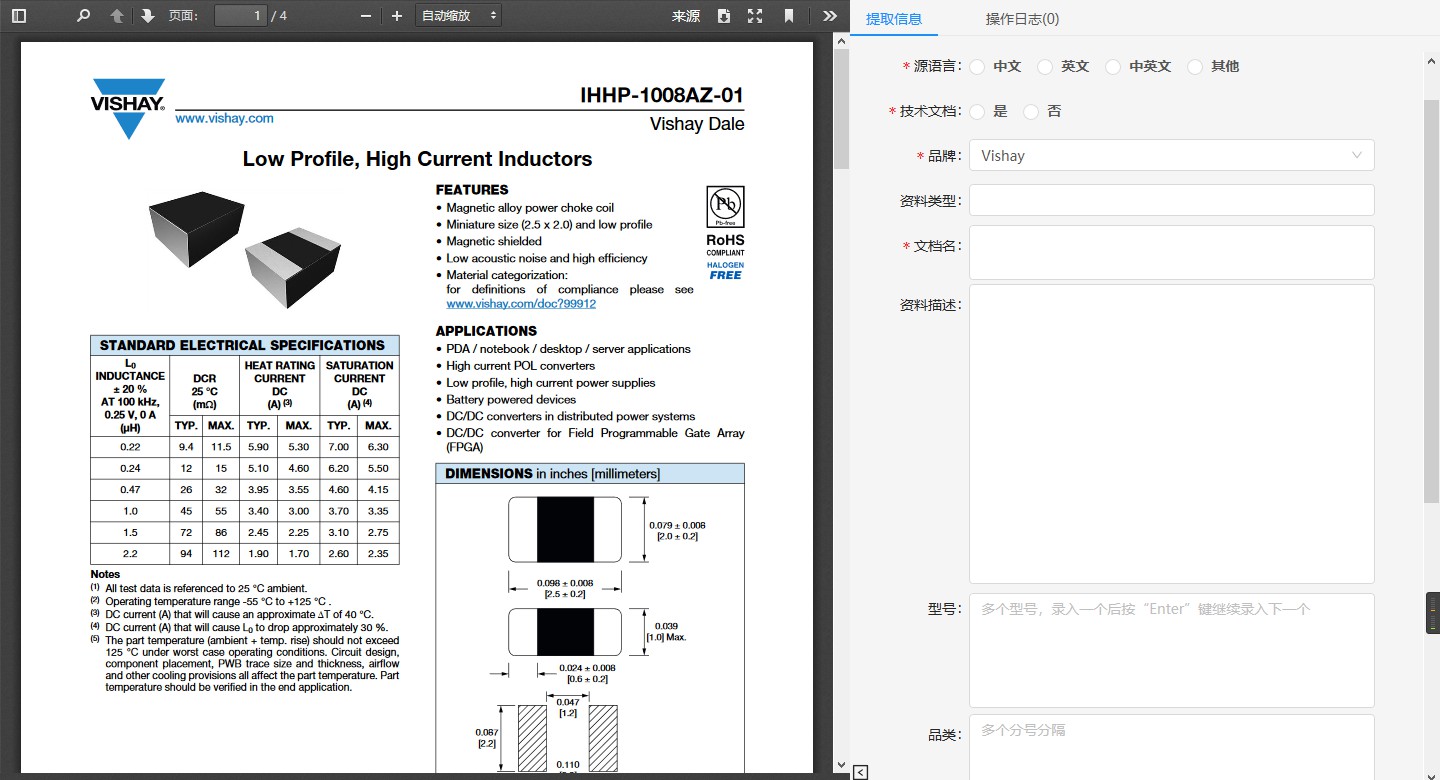 页面: 1 / 4
自动缩放
来源
VISHAY.
www.vishay.com
IHHP-1008AZ-01
Vishay Dale
Low Profile, High Current Inductors
FEATURES
• Magnetic alloy power choke coil
• Miniature size (2.5 x 2.0) and low profile
• Magnetic shielded
• Low acoustic noise and high efficiency
• Material categorization:
for definitions of compliance please see
www.vishay.com/doc?99912
Pb
Pb-free
RoHS
COMPLIANT
HALOGEN
FREE
APPLICATIONS
• PDA / notebook / desktop / server applications
• High current POL converters
• Low profile, high current power supplies
• Battery powered devices
• DC/DC converters in distributed power systems
• DC/DC converter for Field Programmable Gate Array
(FPGA)
STANDARD ELECTRICAL SPECIFICATIONS
L0
INDUCTANCE
± 20 %
AT 100 kHz,
0.25 V, 0 A
(μH)
DCR
25 °C
(mΩ)
HEAT RATING
CURRENT
DC
(A) (3)
SATURATION
CURRENT
DC
(A) (4)
TYP. MAX. TYP. MAX. TYP. MAX.
0.22 9.4 11.5 5.90 5.30 7.00 6.30
0.24 12 15 5.10 4.60 6.20 5.50
0.47 26 32 3.95 3.55 4.60 4.15
1.0 45 55 3.40 3.00 3.70 3.35
1.5 72 86 2.45 2.25 3.10 2.75
2.2 94 112 1.90 1.70 2.60 2.35
Notes
(1) All test data is referenced to 25 °C ambient.
(2) Operating temperature range -55 °C to +125 °C .
(3) DC current (A) that will cause an approximate ΔT of 40 °C.
(4) DC current (A) that will cause L0 to drop approximately 30 %.
(5) The part temperature (ambient + temp. rise) should not exceed
125 °C under worst case operating conditions. Circuit design,
component placement, PWB trace size and thickness, airflow
and other cooling provisions all affect the part temperature. Part
temperature should be verified in the end application.
DIMENSIONS in inches [millimeters]
0.079 ± 0.008
[2.0 ± 0.2]
0.098 ± 0.008
[2.5 ± 0.2]
0.039
[1.0] Max.
0.024 ± 0.008
[0.6 ± 0.2]
0.047
[1.2]
0.087
[2.2]
0.110
提取信息
操作日志(0)
* 源语言: 中文 英文 中英文 其他
* 技术文档: 是 否
* 品牌: Vishay
资料类型:
* 文档名:
资料描述:
型号: 多个型号，录入一个后按“Enter”键继续录入下一个
品类: 多个分号分隔